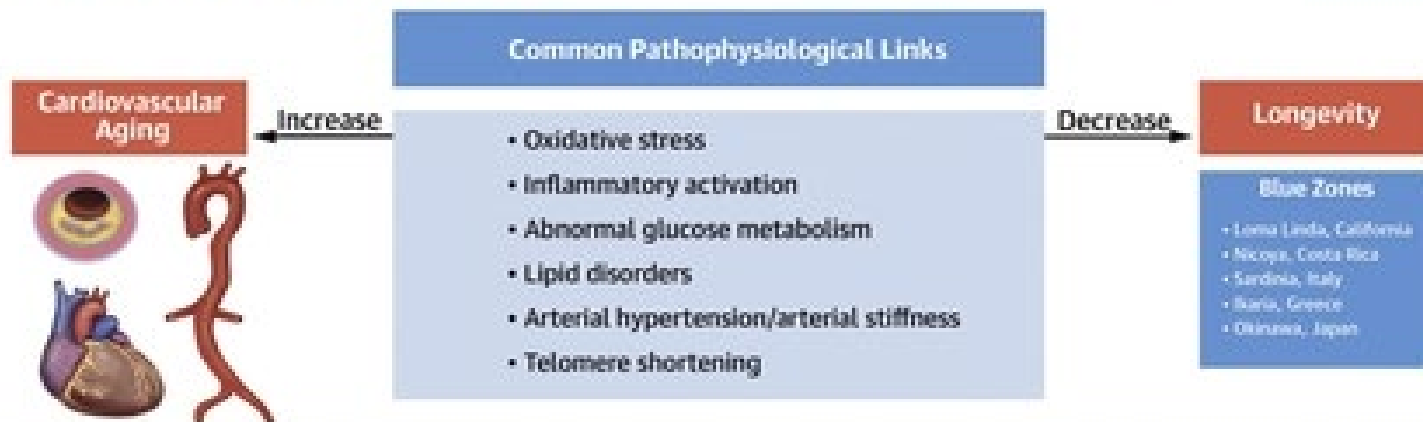 Common Pathophysiological Links
Cardiovascular
Aging
Increase
• Oxidative stress
• Inflammatory activation
• Abnormal glucose metabolism
• Lipid disorders
• Arterial hypertension/arterial stiffness
• Telomere shortening
Decrease
Longevity
Blue Zones
• Loma Linda, California
• Nicoya, Costa Rica
• Sardinia, Italy
• Ikaria, Greece
• Okinawa, Japan